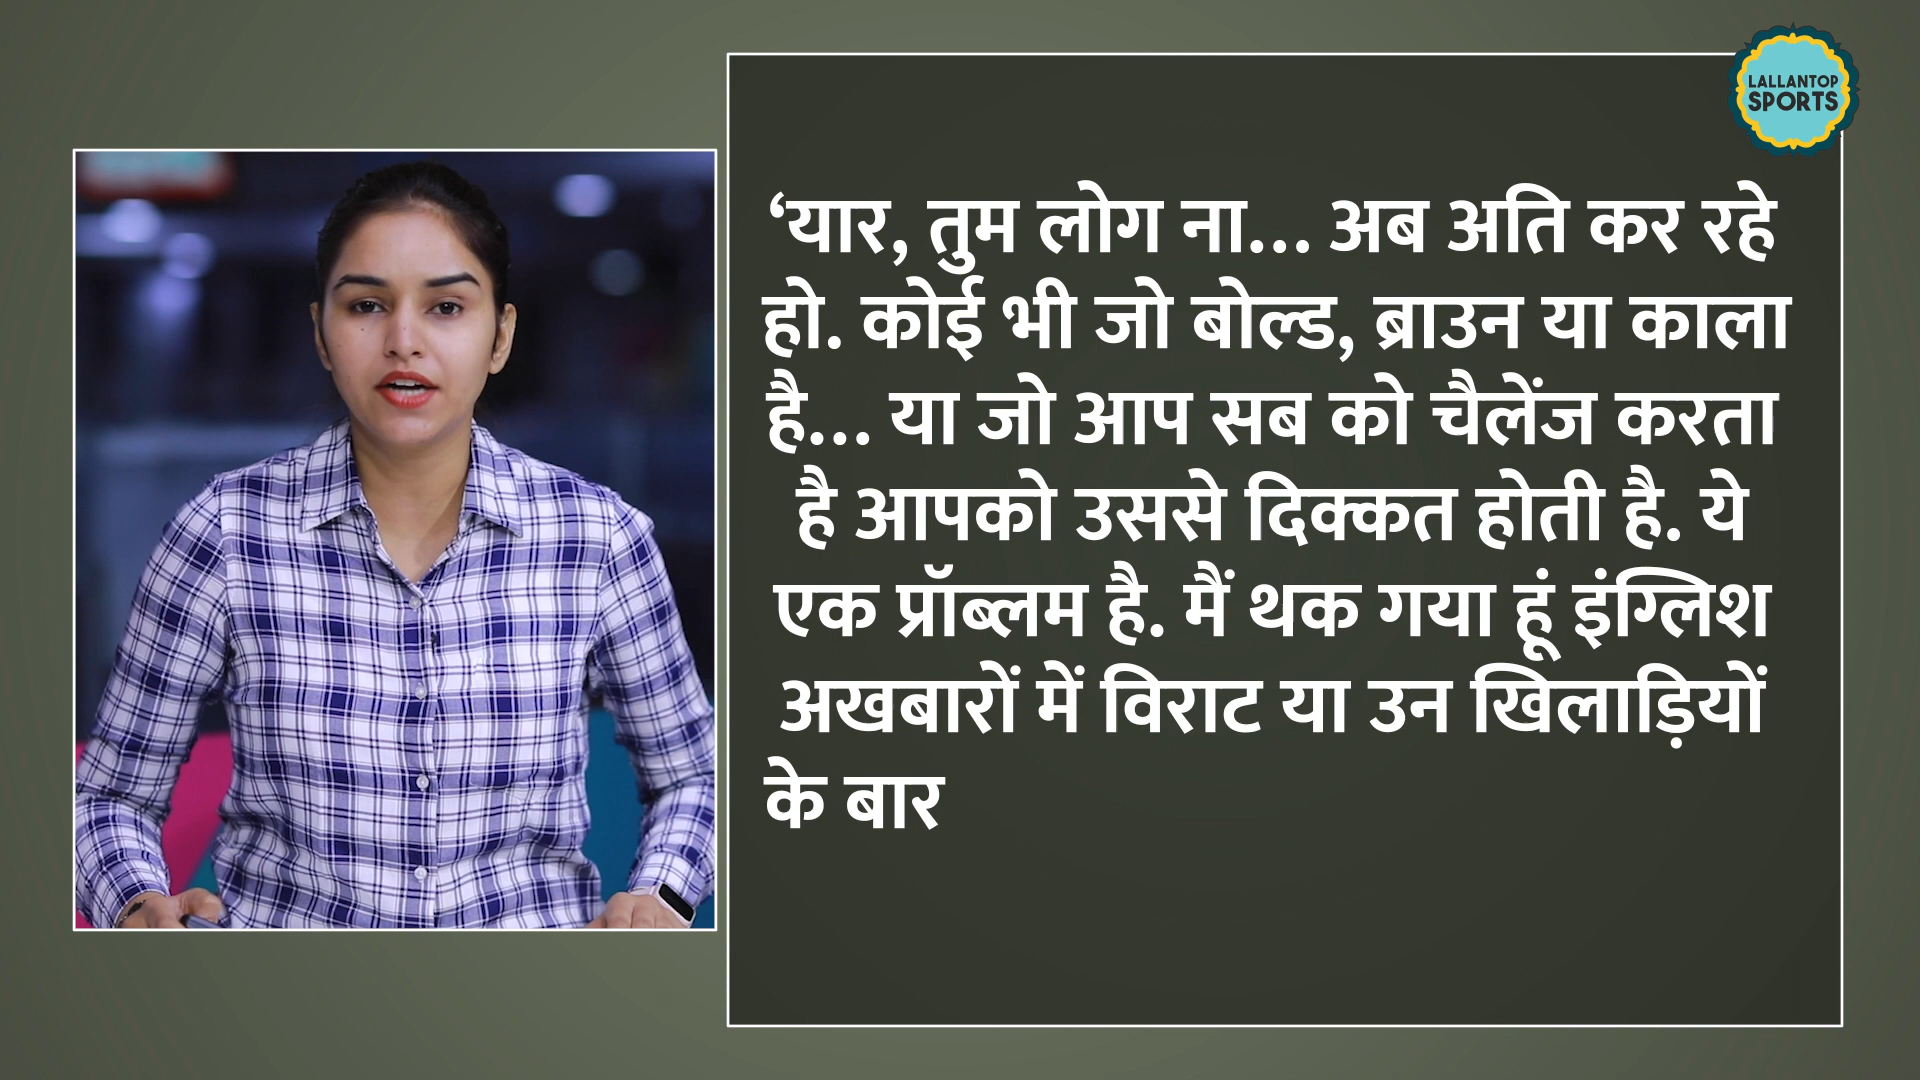 LALLANTOP
SPORTS
‘यार, तुम लोग ना... अब अति कर रहे
हो. कोई भी जो बोल्ड, ब्राउन या काला
है... या जो आप सब को चैलेंज करता
है आपको उससे दिक्कत होती है. ये
एक प्रॉब्लम है. मैं थक गया हूं इंग्लिश
अखबारों में विराट या उन खिलाड़ियों
के बार